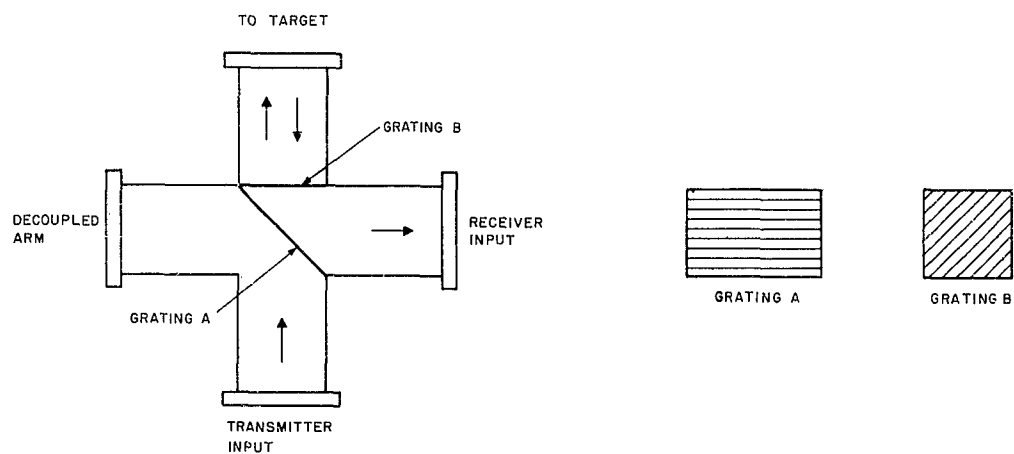 TO TARGET
GRATING B
DECOUPLED
ARM
RECEIVER
INPUT
GRATING A
TRANSMITTER
INPUT
GRATING A
GRATING B